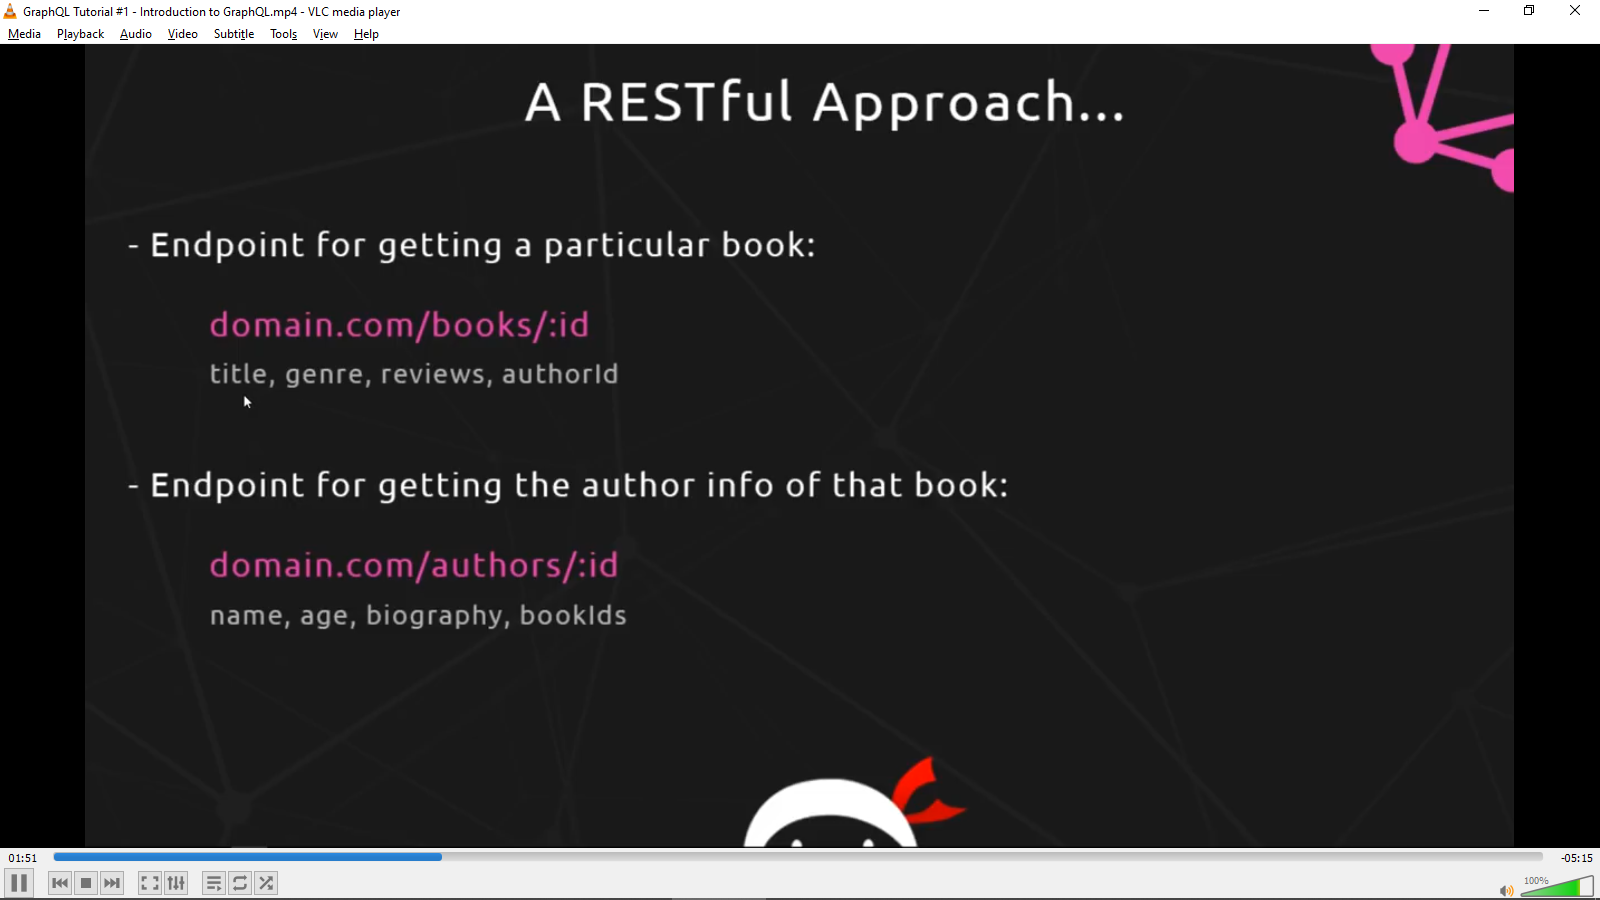 GraphQL Tutorial #1 - Introduction to GraphQL.mp4 - VLC media player
Media Playback Audio Video Subtitle Tools View Help
A RESTful Approach...
- Endpoint for getting a particular book:
domain.com/books/:id
title, genre, reviews, authorId
- Endpoint for getting the author info of that book:
domain.com/authors/:id
name, age, biography, bookIds
01:51 -05:15
100%